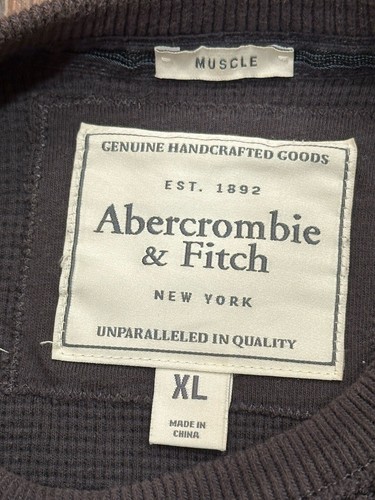 MUSCLE
GENUINE HANDCRAFTED GOODS
EST. 1892
Abercrombie
& Fitch
NEW YORK
UNPARALLELED IN QUALITY
XL
MADE IN
CHINA